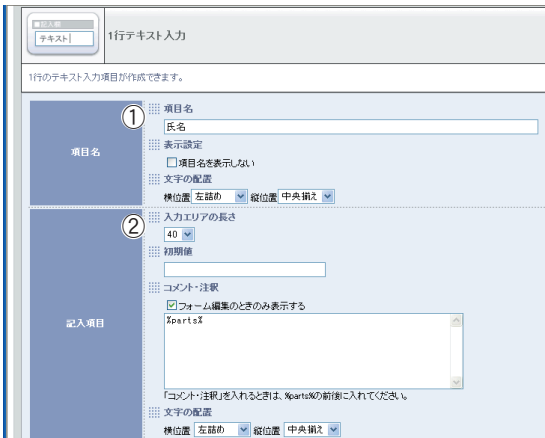 ■記入欄
テキスト
1行テキスト入力
1行のテキスト入力項目が作成できます。
項目名
①
項目名
氏名
表示設定
項目名を表示しない
文字の配置
横位置 左詰め 縦位置 中央揃え
記入項目
②
入力エリアの長さ
40
初期値
コメント・注釈
フォーム編集のときのみ表示する
%parts%
「コメント・注釈」を入れるときは、%parts%の前後に入れてください。
文字の配置
横位置 左詰め 縦位置 中央揃え